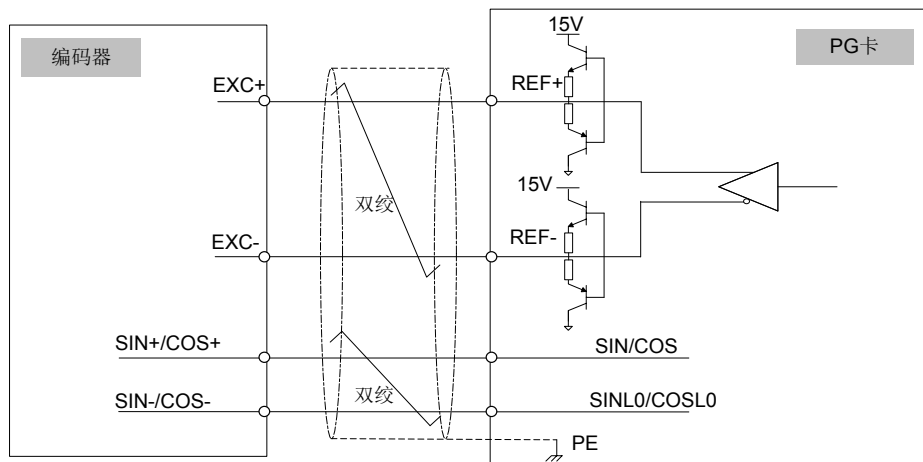 编码器
PG卡
15V
EXC+
REF+
双绞
15V
EXC-
REF-
SIN+/COS+
SIN/COS
双绞
SIN-/COS-
SINL0/COSL0
PE